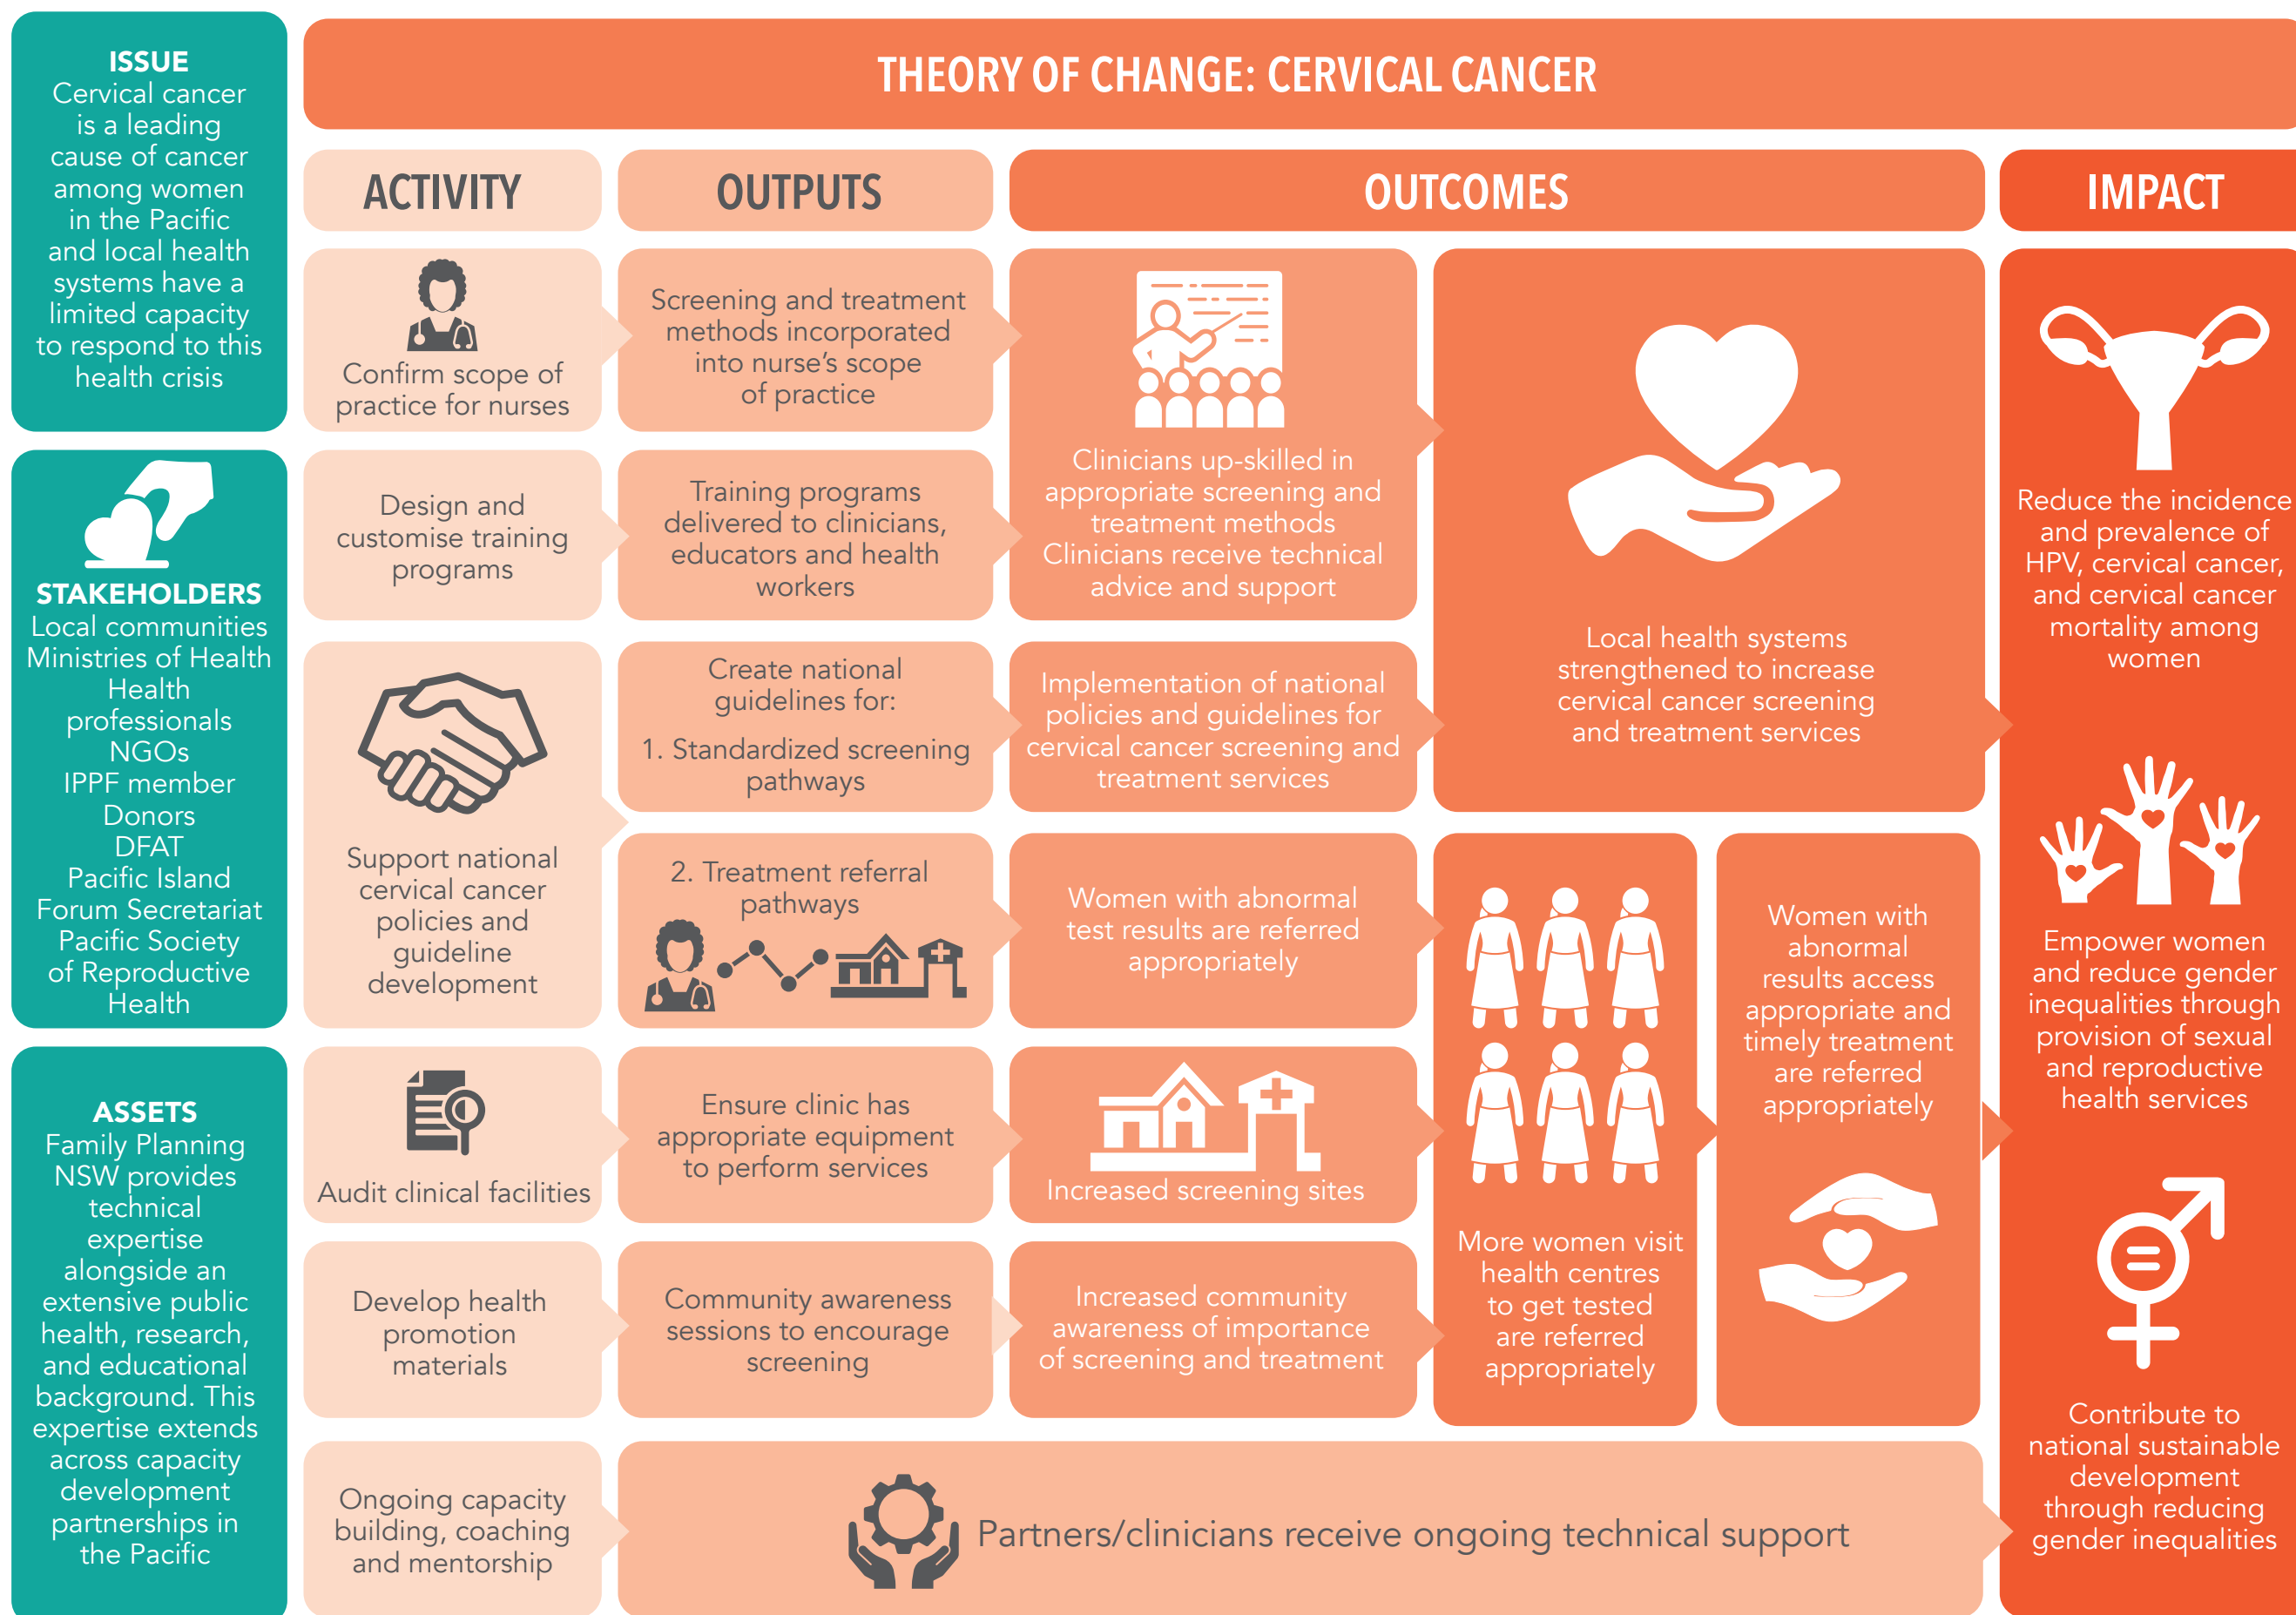 ISSUE
Cervical cancer
is a leading
cause of cancer
among women
in the Pacific
and local health
systems have a
limited capacity
to respond to this
health crisis
STAKEHOLDERS
Local communities
Ministries of Health
Health
professionals
NGOs
IPPF member
Donors
DFAT
Pacific Island
Forum Secretariat
Pacific Society
of Reproductive
Health
ASSETS
Family Planning
NSW provides
technical
expertise
alongside an
extensive public
health, research,
and educational
background. This
expertise extends
across capacity
development
partnerships in
the Pacific
THEORY OF CHANGE: CERVICAL CANCER
ACTIVITY
OUTPUTS
OUTCOMES
IMPACT
Confirm scope of
practice for nurses
Screening and treatment
methods incorporated
into nurse's scope
of practice
Design and
customise training
programs
Training programs
delivered to clinicians,
educators and health
workers
Clinicians up-skilled in
appropriate screening and
treatment methods
Clinicians receive technical
advice and support
Support national
cervical cancer
policies and
guideline
development
Create national
guidelines for:
1. Standardized screening
pathways
Implementation of national
policies and guidelines for
cervical cancer screening and
treatment services
Local health systems
strengthened to increase
cervical cancer screening
and treatment services
2. Treatment referral
pathways
Women with abnormal
test results are referred
appropriately
Audit clinical facilities
Ensure clinic has
appropriate equipment
to perform services
Increased screening sites
Develop health
promotion
materials
Community awareness
sessions to encourage
screening
Increased community
awareness of importance
of screening and treatment
More women visit
health centres
to get tested
are referred
appropriately
Women with
abnormal
results access
appropriate and
timely treatment
are referred
appropriately
Ongoing capacity
building, coaching
and mentorship
Partners/clinicians receive ongoing technical support
Reduce the incidence
and prevalence of
HPV, cervical cancer,
and cervical cancer
mortality among
women
Empower women
and reduce gender
inequalities through
provision of sexual
and reproductive
health services
Contribute to
national sustainable
development
through reducing
gender inequalities